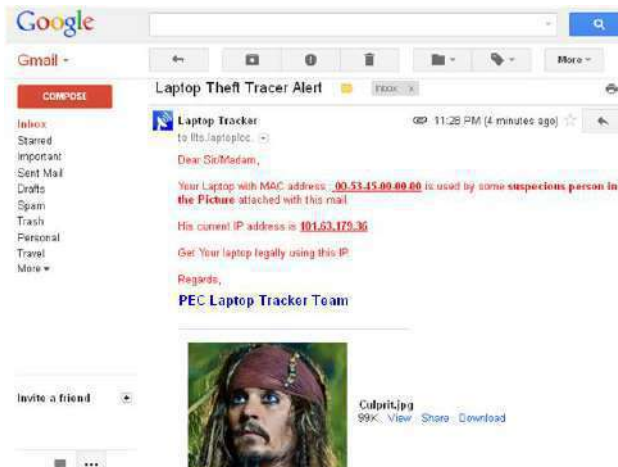 Google
Gmail
More
COMPOSE
Laptop Theft Tracer Alert
Inbox x
Inbox
Starred
Important
Sent Mail
Drafts
Spam
Trash
Personal
Travel
More
Laptop Tracker
11:28 PM (4 minutes ago)
to llts.laptoploc.
Dear Sir/Madam,
Your Laptop with MAC address : 00-53-45-00-00-00 is used by some suspecious person in
the Picture attached with this mail
His current IP address is 101.63.179.36
Get Your laptop legally using this IP.
Regards,
PEC Laptop Tracker Team
Invite a friend
Culprit.jpg
99K View Share Download